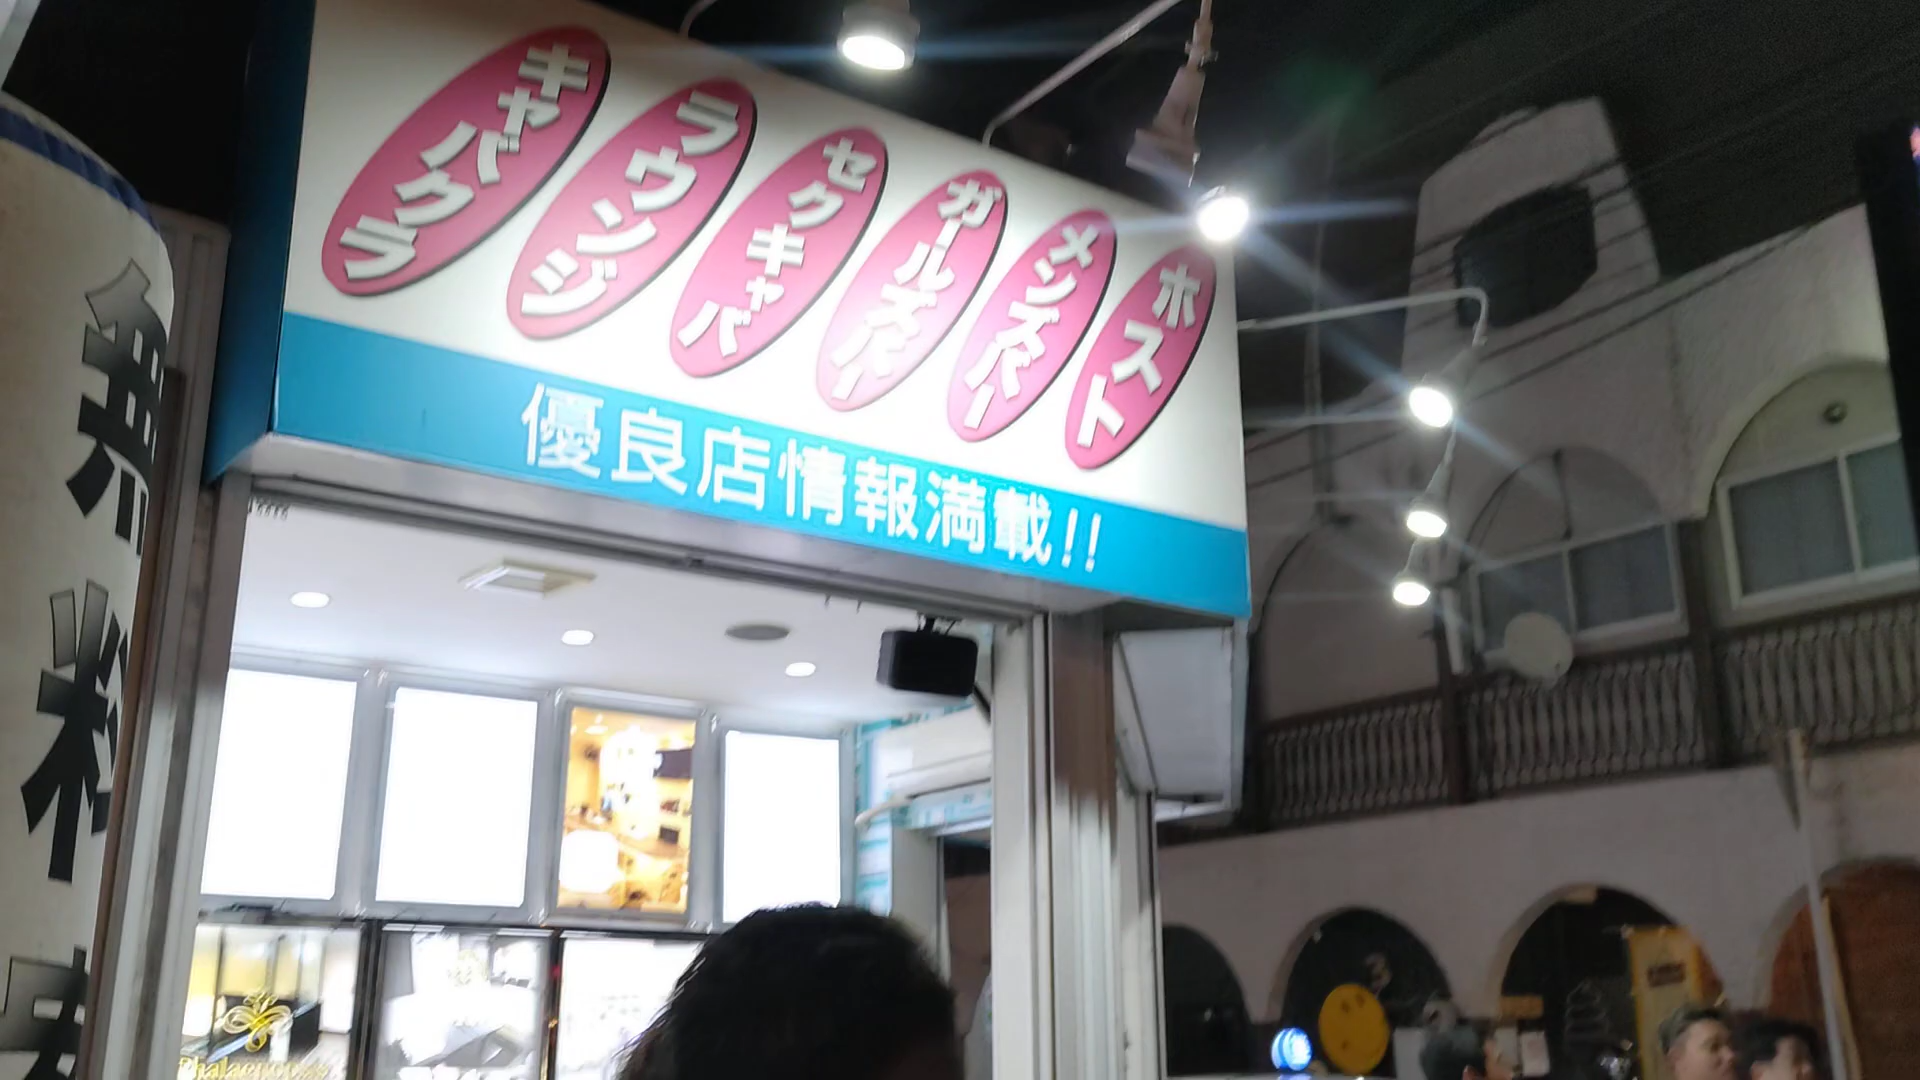 キャバクラ
ラウンジ
セクキャバ
ガールズバー
メンズバー
ホスト
優良店情報満載!!
無料